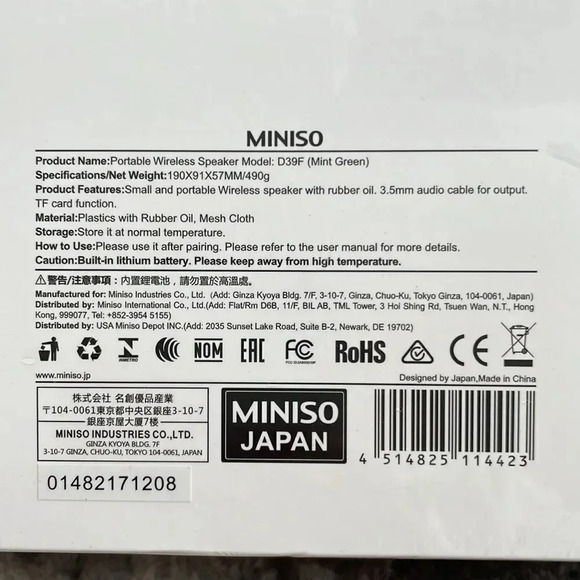 MINISO
Product Name:Portable Wireless Speaker Model: D39F (Mint Green)
Specifications/Net Weight:190X91X57MM/490g
Product Features:Small and portable Wireless speaker with rubber oil. 3.5mm audio cable for output.
TF card function.
Material:Plastics with Rubber Oil, Mesh Cloth
Storage:Store it at normal temperature.
How to Use:Please use it after pairing. Please refer to the user manual for more details.
Caution:Built-in lithium battery. Please keep away from high temperature.
⚠警告/注意事項:内置鋰電池,請勿置於高溫處。
Manufactured for: Miniso Industries Co.,Ltd. (Add: Ginza Kyoya Bldg. 7/F, 3-10-7, Ginza, Chuo-Ku, Tokyo Ginza, 104-0061, Japan)
Distributed by: Miniso International Co., Ltd. (Add: Flat/Rm D6B, 11/F, BIL AB, TML Tower, 3 Hoi Shing Rd, Tsuen Wan, N.T., Hong
Kong, 999077, Tel: +852-3954 5155)
Distributed by: USA Miniso Depot INC.(Add: 2035 Sunset Lake Road, Suite B-2, Newark, DE 19702)
INMETRO NOM EAC FC RoHS CE
www.miniso.jp
Designed by Japan,Made in China
株式会社 名創優品産業
〒104-0061東京都中央区銀座3-10-7
銀座京屋大厦7楼
MINISO INDUSTRIES CO.,LTD.
GINZA KYOYA BLDG. 7F
3-10-7 GINZA, CHUO-KU, TOKYO 104-0061, JAPAN
MINISO
JAPAN
4 514825 114423
01482171208